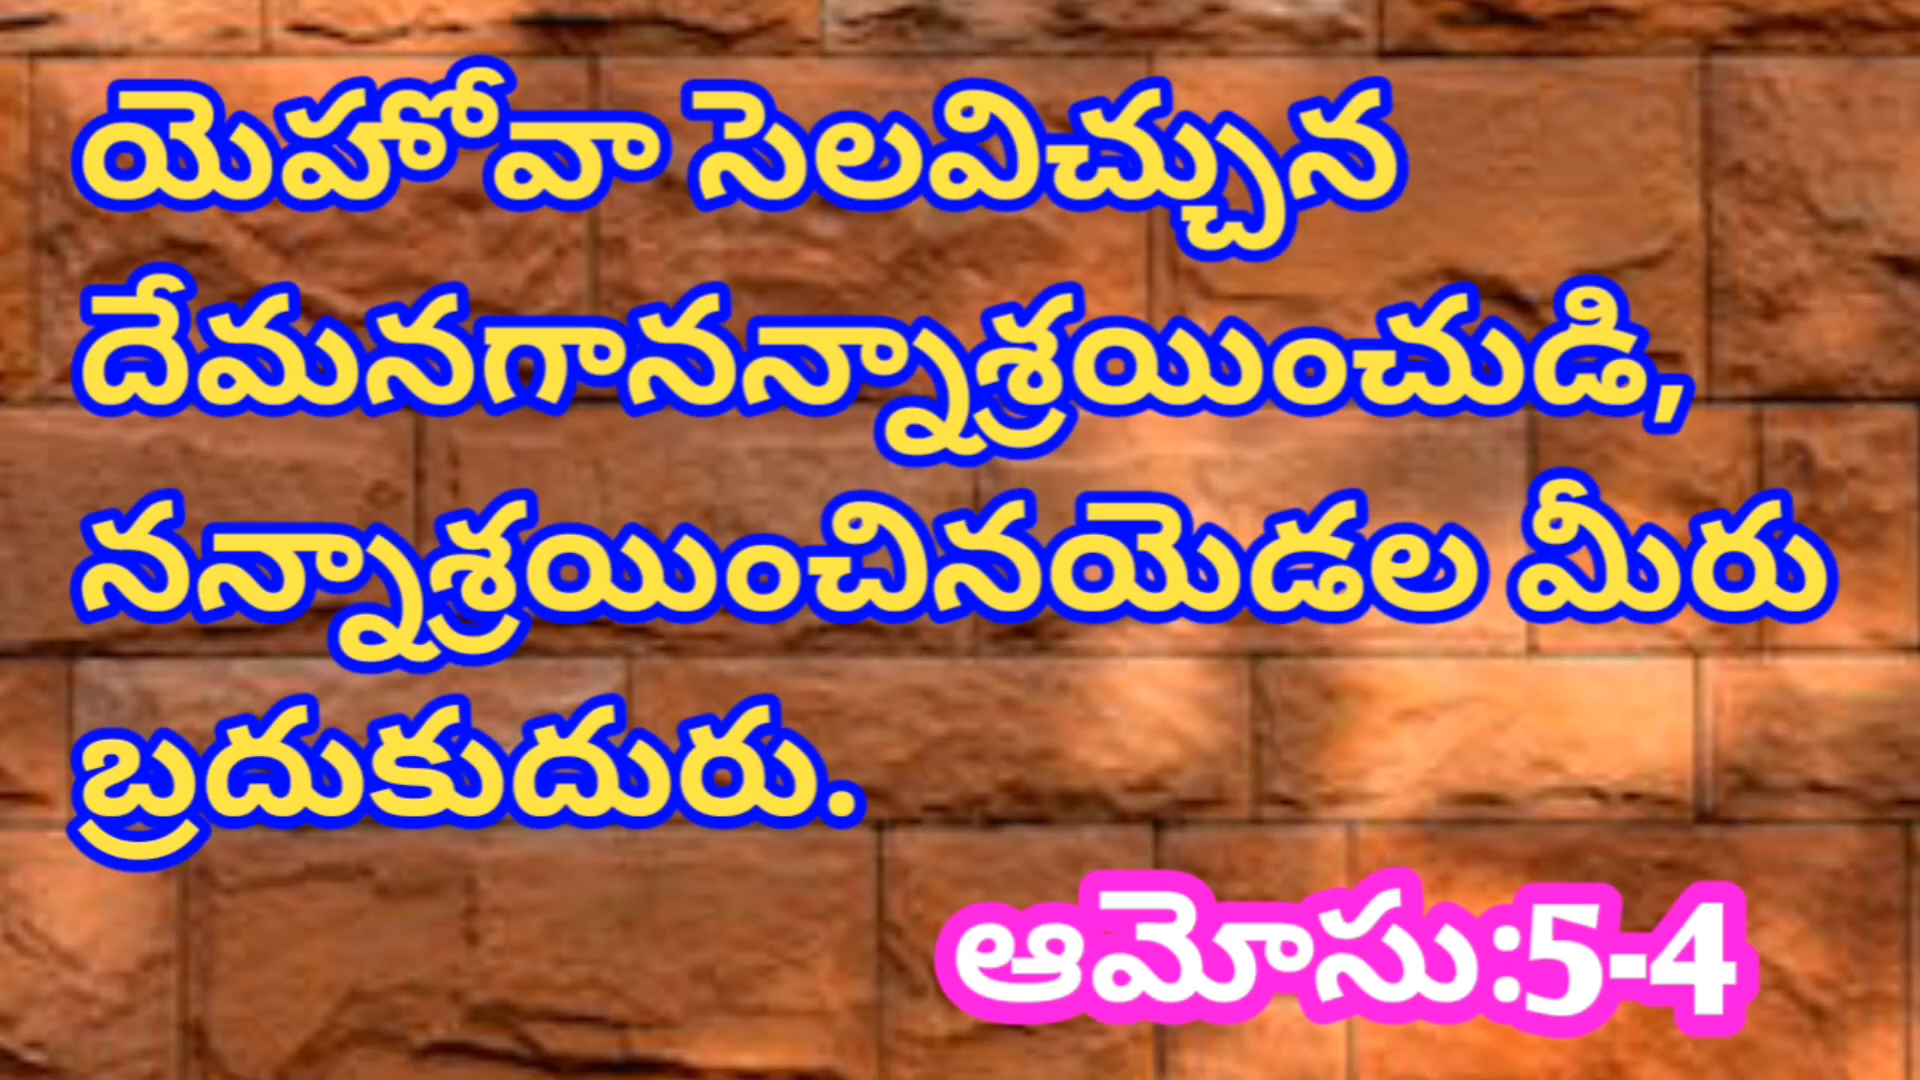 యెహోవా సెలవిచ్చున
దేమనగానన్నాశ్రయించుడి,
నన్నాశ్రయించినయెడల మీరు
బ్రదుకుదురు.
ఆమోసు:5-4